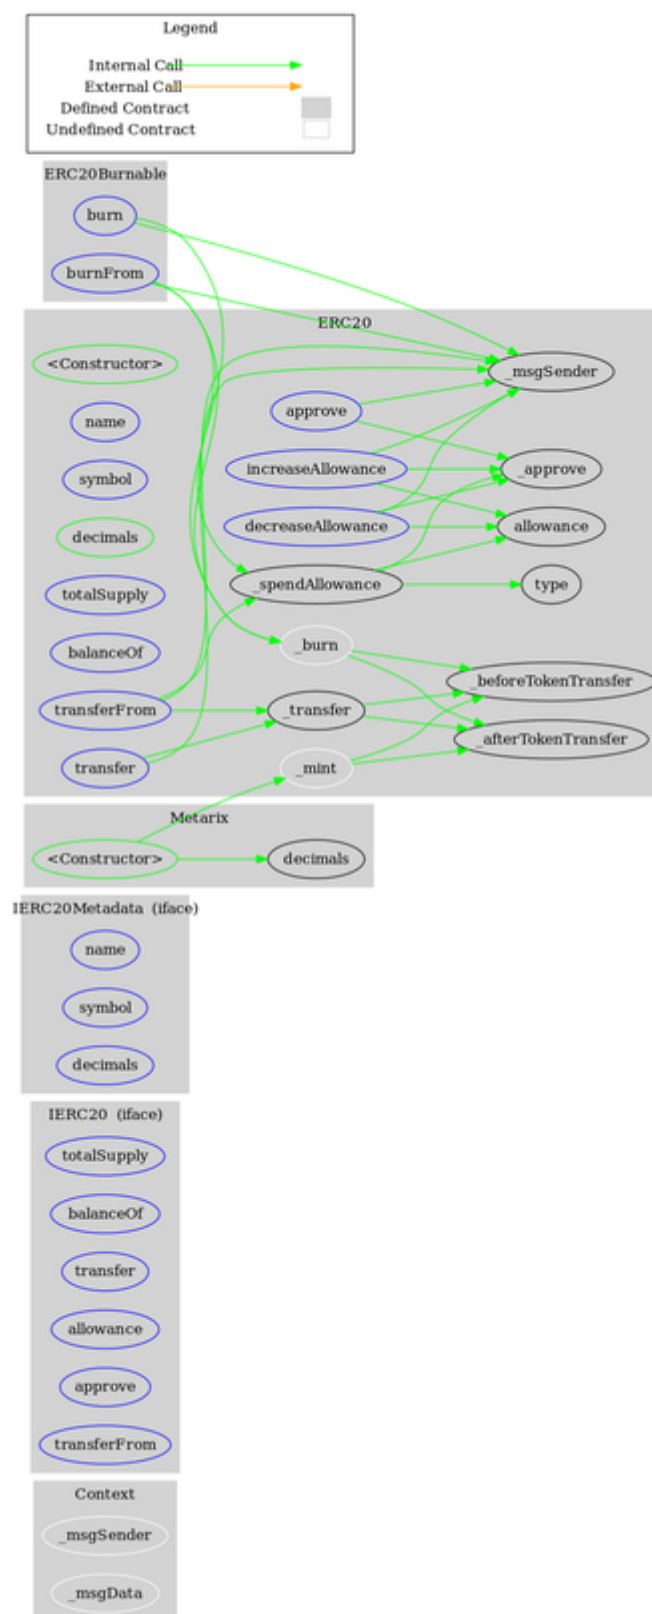 Legend
Internal Call
External Call
Defined Contract
Undefined Contract
ERC20Burnable
burn
burnFrom
ERC20
<Constructor>
name
symbol
decimals
totalSupply
balanceOf
transferFrom
transfer
approve
increaseAllowance
decreaseAllowance
_spendAllowance
_burn
_transfer
_mint
_msgSender
_approve
allowance
type
_beforeTokenTransfer
_afterTokenTransfer
Metarix
<Constructor>
decimals
IERC20Metadata (iface)
name
symbol
decimals
IERC20 (iface)
totalSupply
balanceOf
transfer
allowance
approve
transferFrom
Context
_msgSender
_msgData